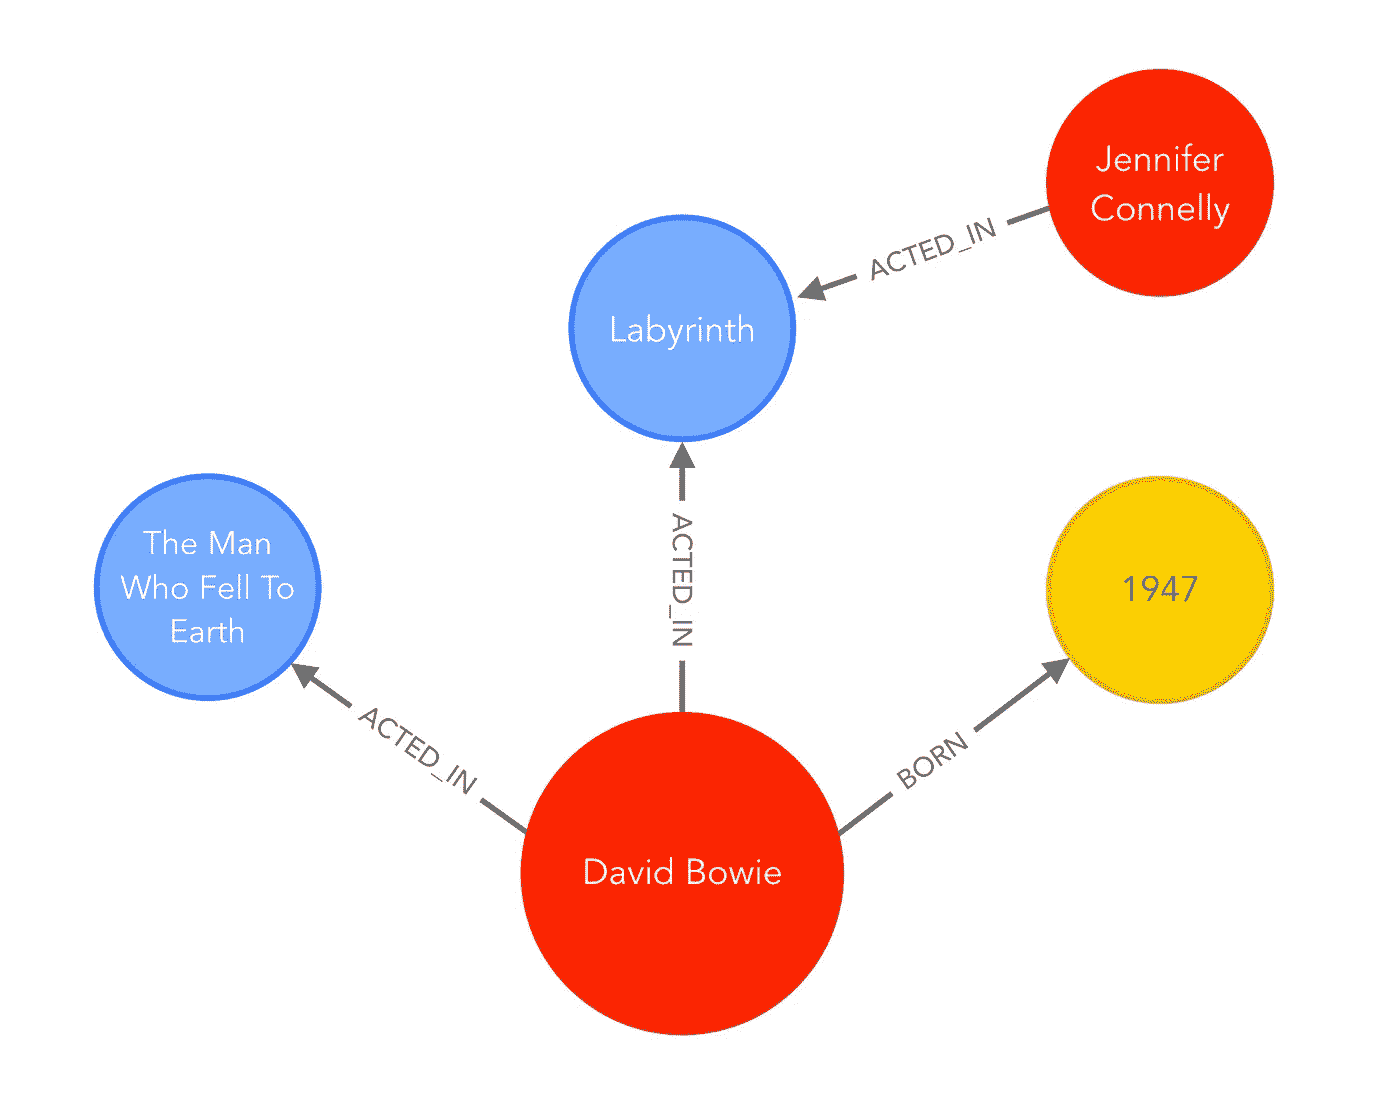 Jennifer
Connelly
ACTED_IN
Labyrinth
The Man
Who Fell To
Earth
ACTED_IN
1947
ACTED_IN
BORN
David Bowie